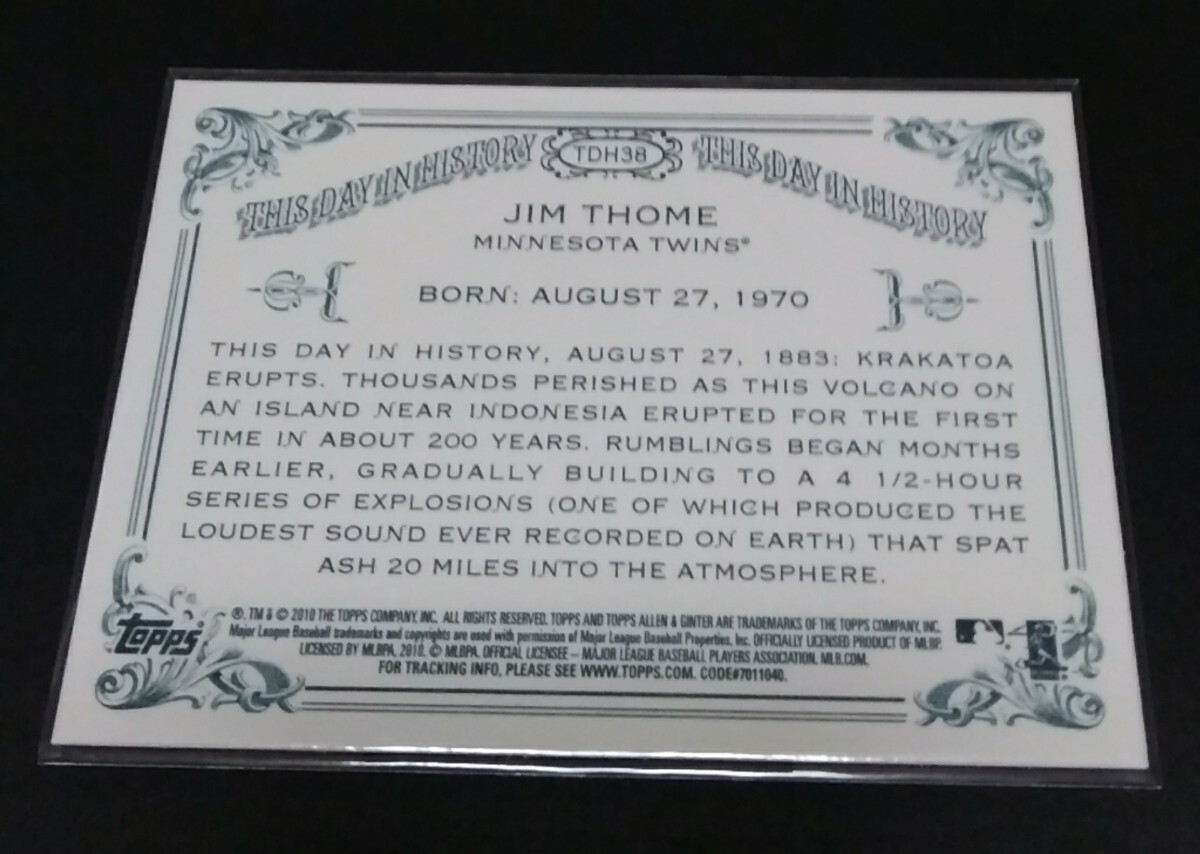 THIS DAY IN HISTORY TDH38 THIS DAY IN HISTORY
JIM THOME
MINNESOTA TWINS®
BORN: AUGUST 27, 1970
THIS DAY IN HISTORY, AUGUST 27, 1883: KRAKATOA
ERUPTS. THOUSANDS PERISHED AS THIS VOLCANO ON
AN ISLAND NEAR INDONESIA ERUPTED FOR THE FIRST
TIME IN ABOUT 200 YEARS. RUMBLINGS BEGAN MONTHS
EARLIER, GRADUALLY BUILDING TO A 4 1/2-HOUR
SERIES OF EXPLOSIONS (ONE OF WHICH PRODUCED THE
LOUDEST SOUND EVER RECORDED ON EARTH) THAT SPAT
ASH 20 MILES INTO THE ATMOSPHERE.
Topps
®, TM & © 2010 THE TOPPS COMPANY, INC. ALL RIGHTS RESERVED. TOPPS AND TOPPS ALLEN & GINTER ARE TRADEMARKS OF THE TOPPS COMPANY, INC.
Major League Baseball trademarks and copyrights are used with permission of Major League Baseball Properties, Inc. OFFICIALLY LICENSED PRODUCT OF MLBP.
LICENSED BY MLBPA, 2010. © MLBPA. OFFICIAL LICENSEE – MAJOR LEAGUE BASEBALL PLAYERS ASSOCIATION, MLB.COM.
FOR TRACKING INFO, PLEASE SEE WWW.TOPPS.COM. CODE#7011040.